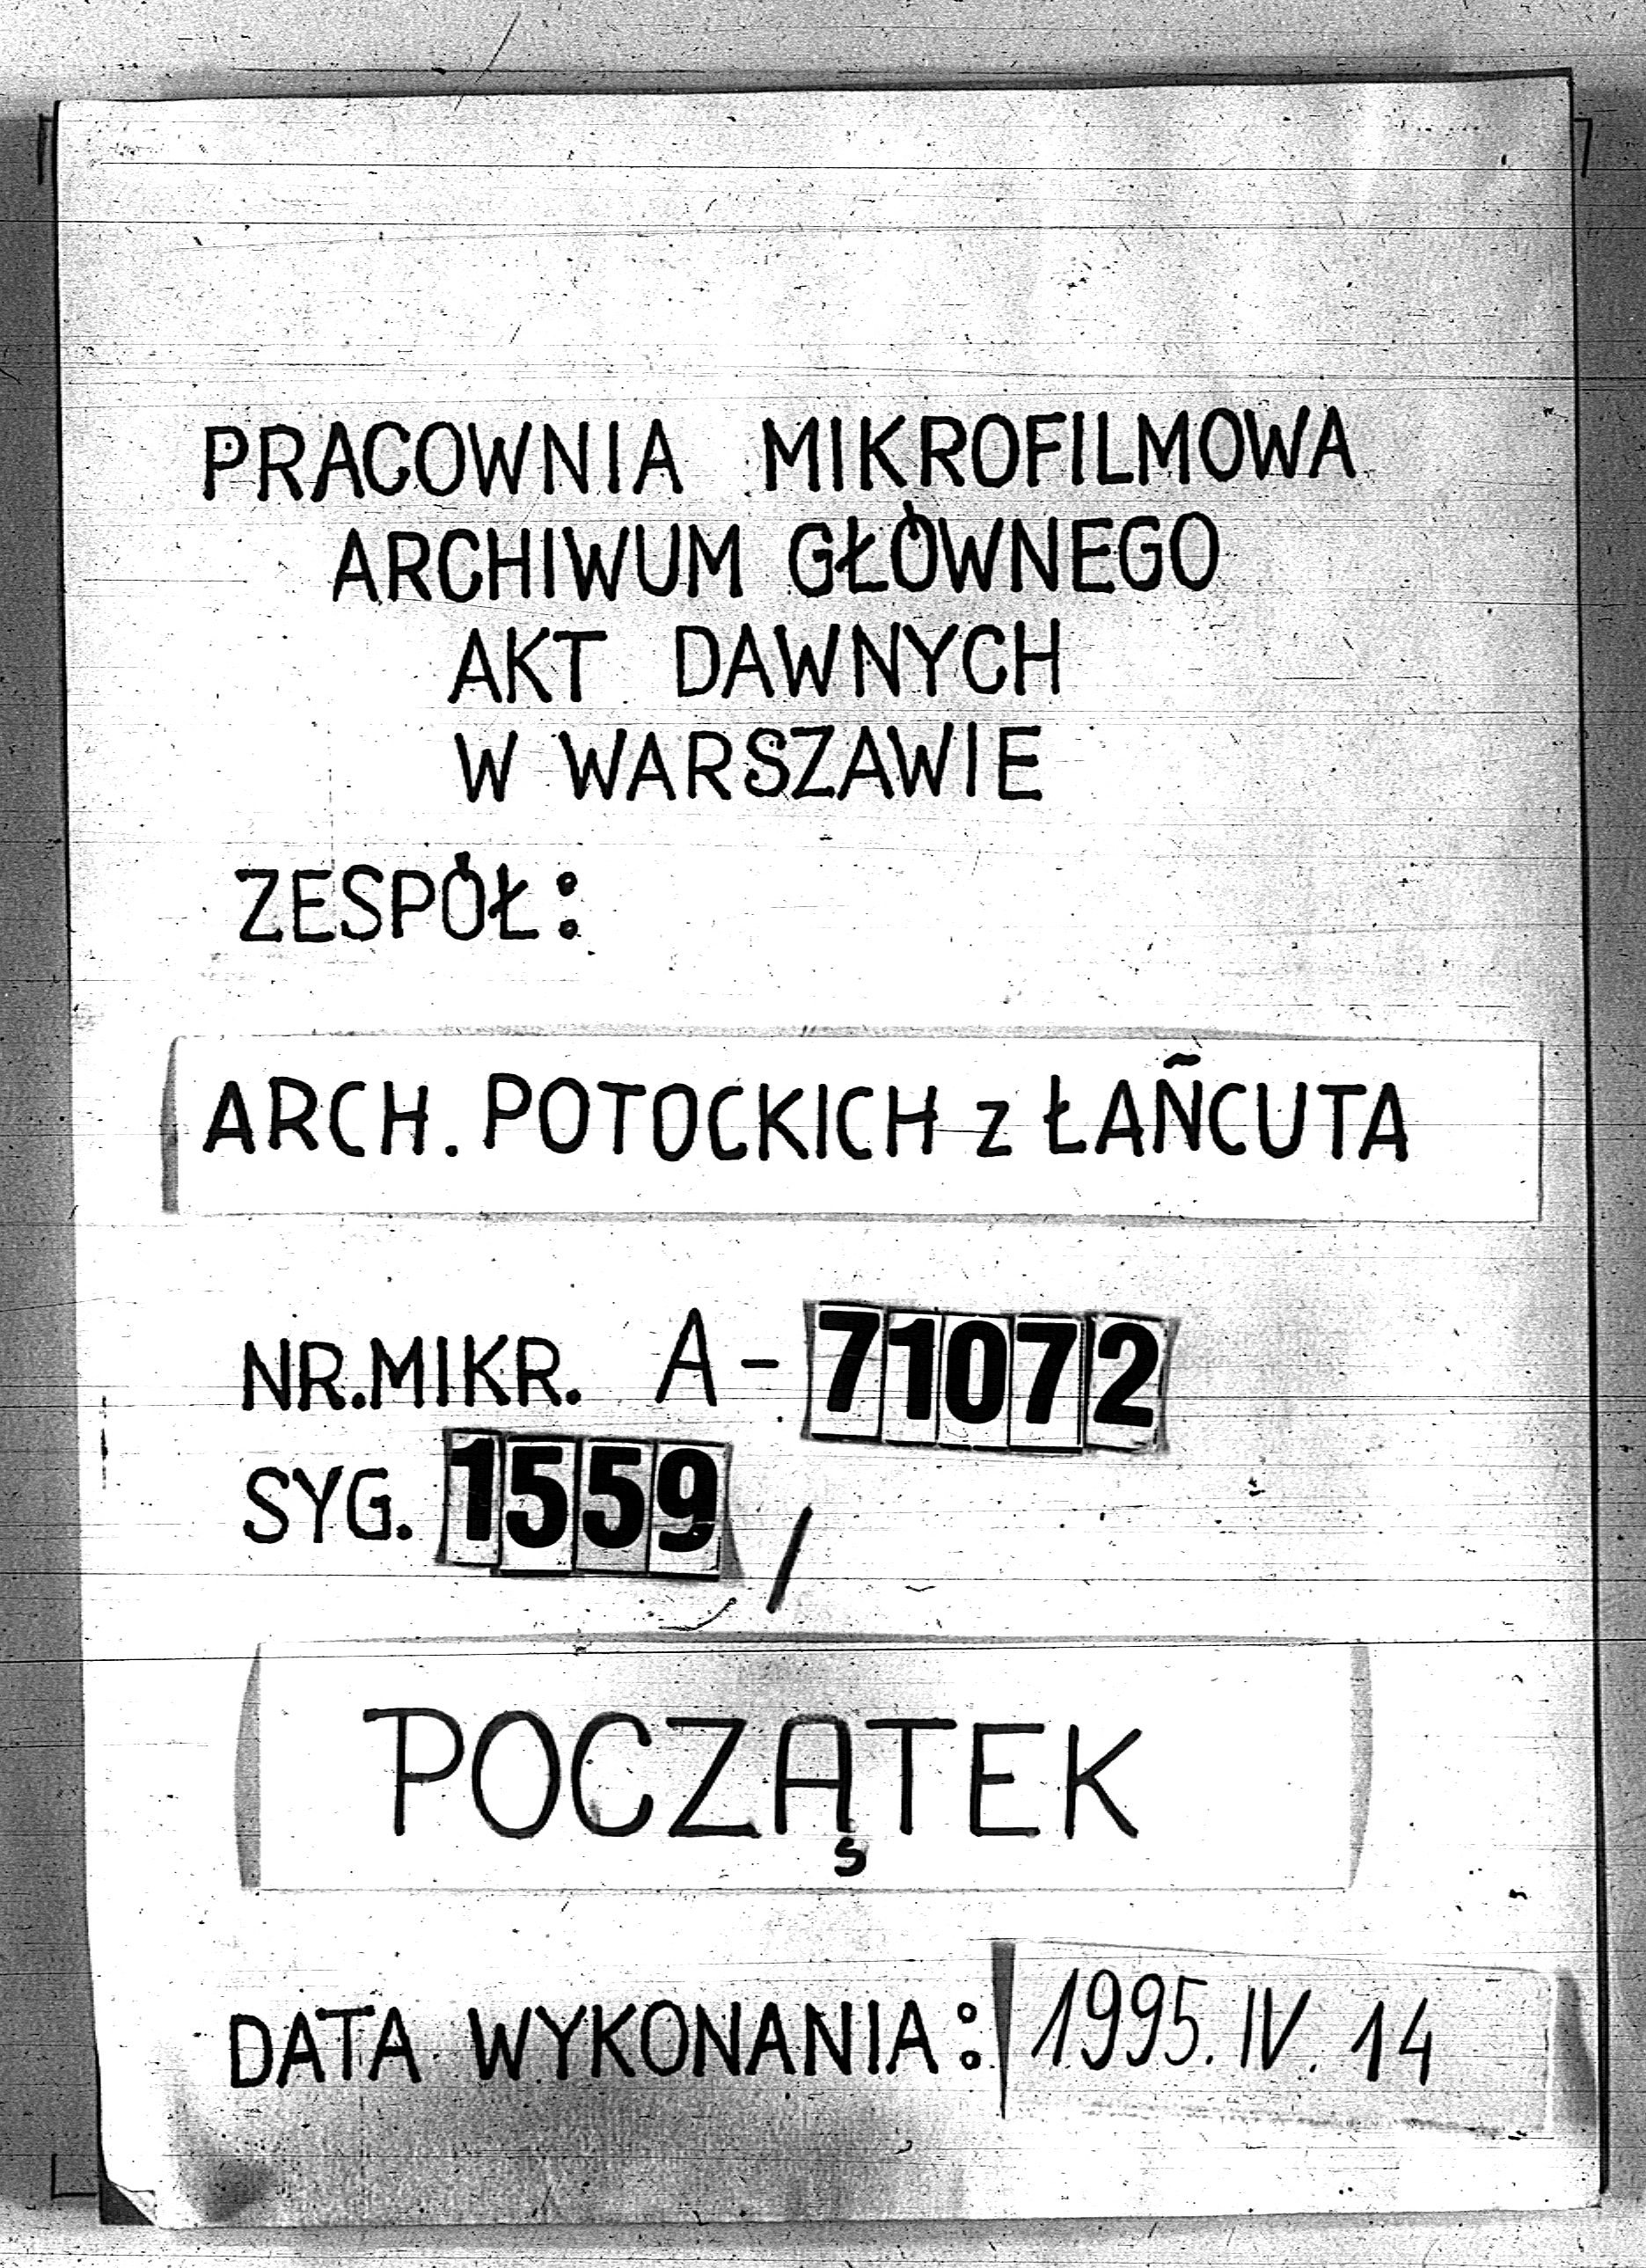 PRACOWNIA MIKROFILMOWA
ARCHIWUM GŁÓWNEGO
AKT DAWNYCH
W WARSZAWIE
ZESPÓŁ:
ARCH. POTOCKICH z ŁAŃCUTA
NR.MIKR. A-71072
SYG. 1559 /
POCZĄTEK
DATA WYKONANIA: 1995.IV.14